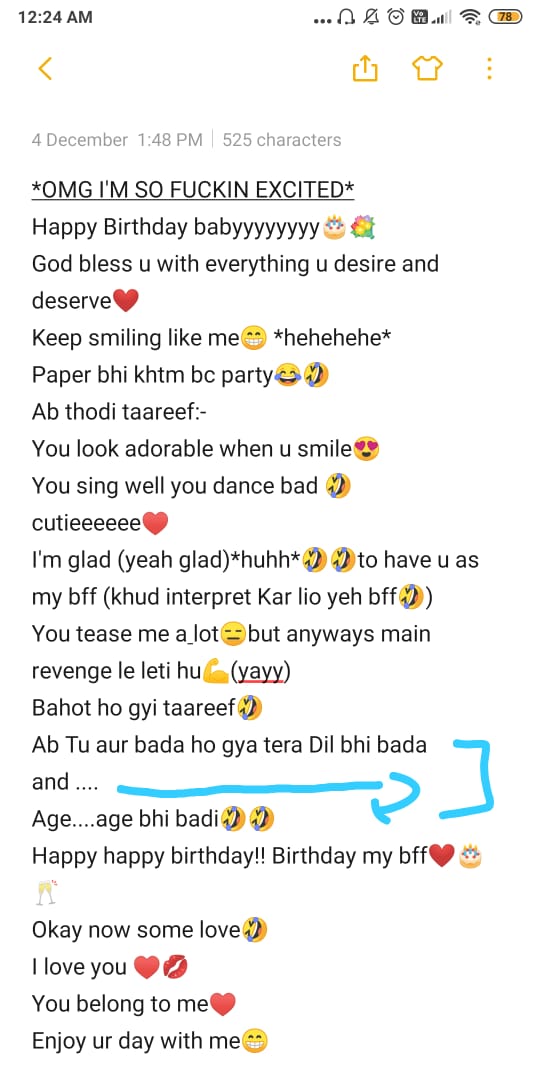 12:24 AM ... Vo LTE 78
4 December 1:48 PM | 525 characters
*OMG I'M SO FUCKIN EXCITED*
Happy Birthday babyyyyyyyy🎂💐
God bless u with everything u desire and
deserve❤️
Keep smiling like me😁 *hehehehe*
Paper bhi khtm bc party😂🤣
Ab thodi taareef:-
You look adorable when u smile😍
You sing well you dance bad 🤣
cutieeeeee♥️
I'm glad (yeah glad)*huhh*🤣🤣to have u as
my bff (khud interpret Kar lio yeh bff🤣)
You tease me a lot😑but anyways main
revenge le leti hu💪(yayy)
Bahot ho gyi taareef🤣
Ab Tu aur bada ho gya tera Dil bhi bada
and ....
Age....age bhi badi🤣🤣
Happy happy birthday!! Birthday my bff❤️🎂
🥂
Okay now some love🤣
I love you ♥️💋
You belong to me♥️
Enjoy ur day with me😁